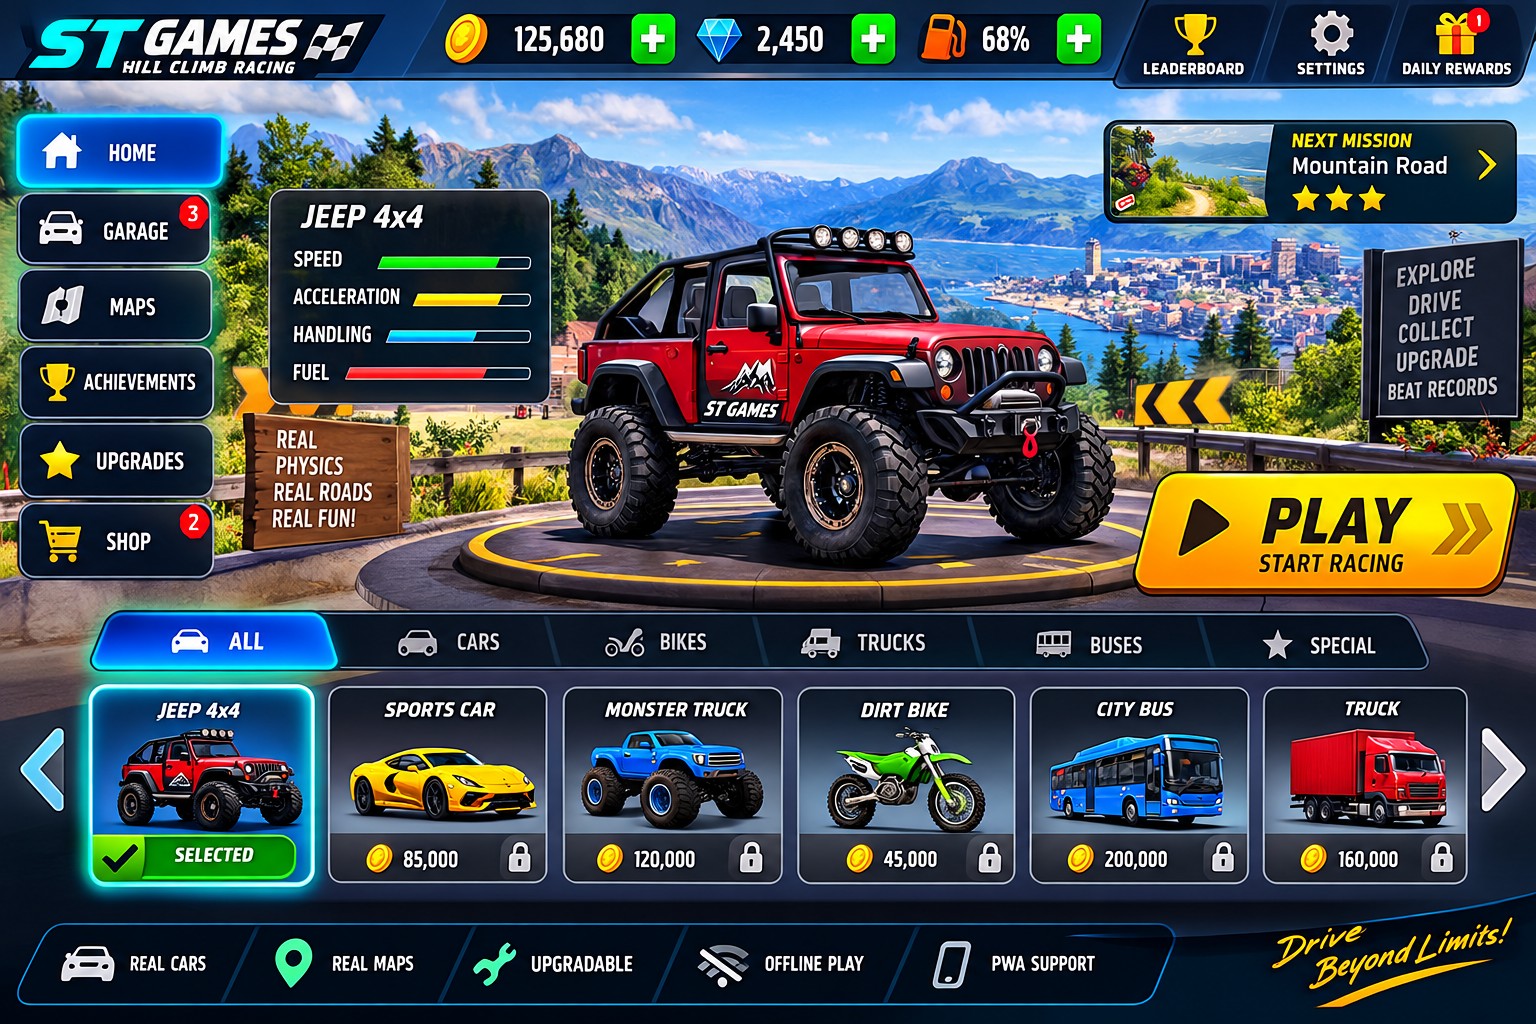 ST GAMES
HILL CLIMB RACING
125,680
2,450
68%
LEADERBOARD
SETTINGS
1
DAILY REWARDS
HOME
GARAGE
3
MAPS
ACHIEVEMENTS
UPGRADES
SHOP
2
JEEP 4x4
SPEED
ACCELERATION
HANDLING
FUEL
NEXT MISSION
Mountain Road
EXPLORE
DRIVE
COLLECT
UPGRADE
BEAT RECORDS
REAL
PHYSICS
REAL ROADS
REAL FUN!
ST GAMES
PLAY
START RACING
ALL
CARS
BIKES
TRUCKS
BUSES
SPECIAL
JEEP 4x4
SELECTED
SPORTS CAR
85,000
MONSTER TRUCK
120,000
DIRT BIKE
45,000
CITY BUS
200,000
TRUCK
160,000
REAL CARS
REAL MAPS
UPGRADABLE
OFFLINE PLAY
PWA SUPPORT
Drive
Beyond Limits!